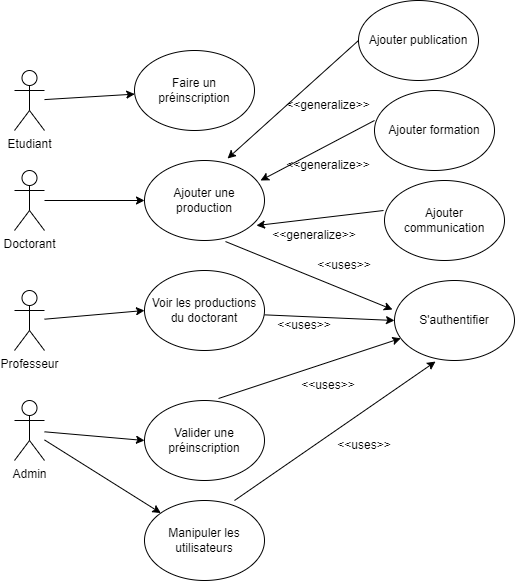 Ajouter publication
Faire un
préinscription
<<generalize>>
Ajouter formation
Etudiant
<<generalize>>
Ajouter une
production
Ajouter
communication
Doctorant
<<generalize>>
<<uses>>
Voir les productions
du doctorant
S'authentifier
<<uses>>
Professeur
<<uses>>
Valider une
préinscription
<<uses>>
Admin
Manipuler les
utilisateurs